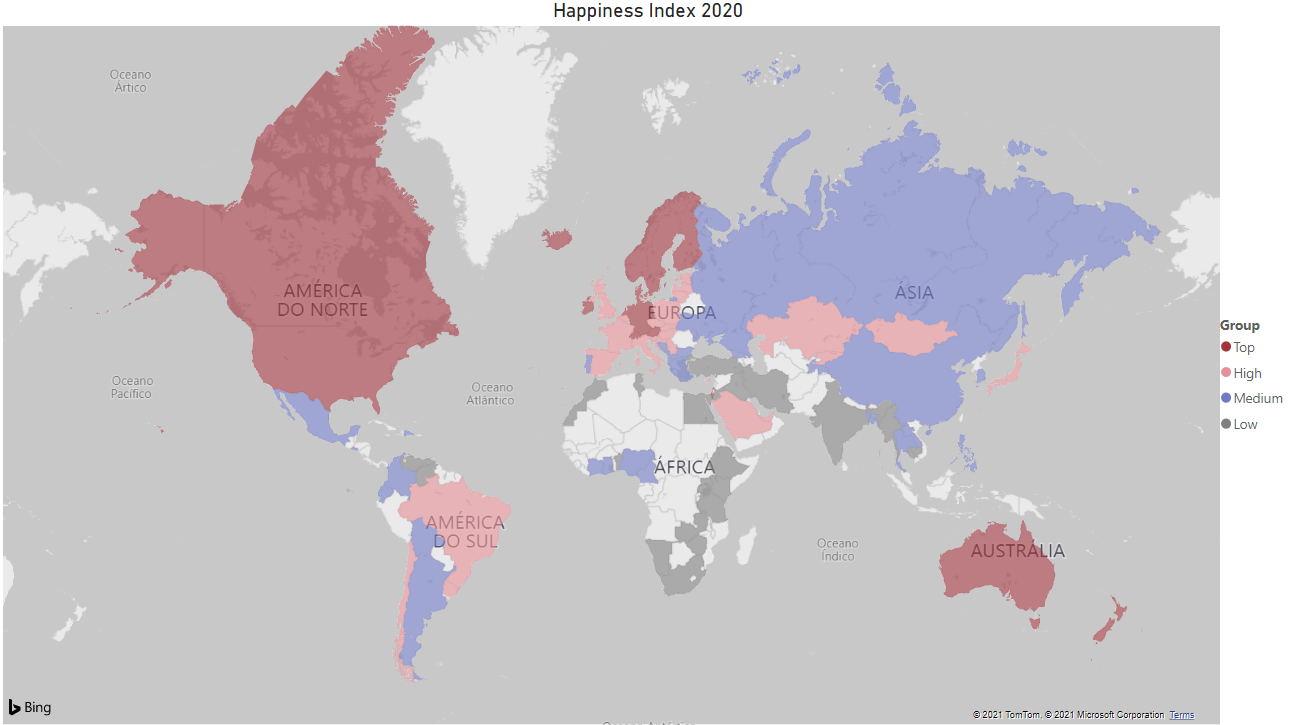 Happiness Index 2020
Oceano
Ártico
AMÉRICA
DO NORTE
EUROPA
ÁSIA
Oceano
Pacífico
Oceano
Atlântico
ÁFRICA
AMÉRICA
DO SUL
Oceano
Índico
AUSTRÁLIA
Group
Top
High
Medium
Low
Bing
© 2021 TomTom, © 2021 Microsoft Corporation Terms